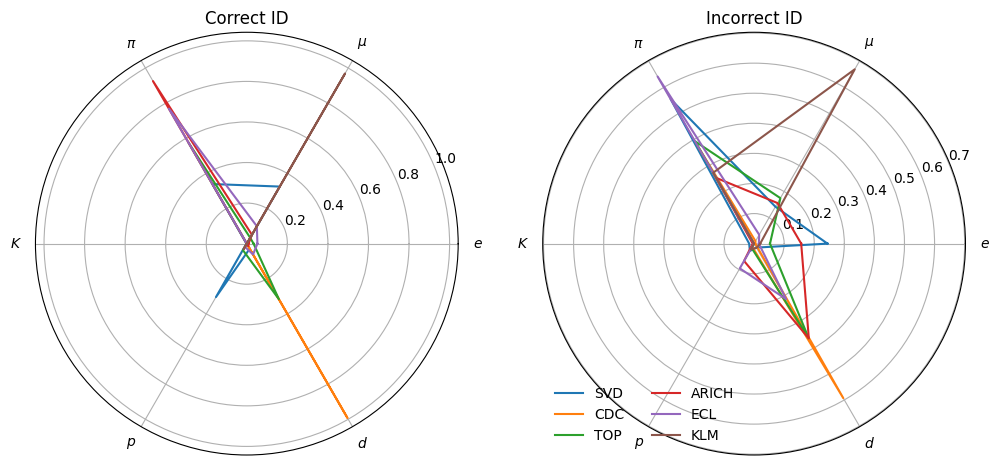 Correct ID
π
μ
K
e
p
d
0.2
0.4
0.6
0.8
1.0
Incorrect ID
π
μ
K
e
p
d
0.1
0.2
0.3
0.4
0.5
0.6
0.7
SVD
CDC
TOP
ARICH
ECL
KLM